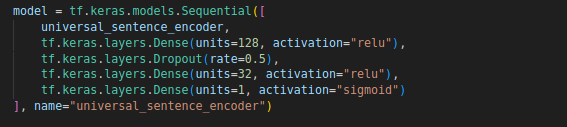 model = tf.keras.models.Sequential([
    universal_sentence_encoder,
    tf.keras.layers.Dense(units=128, activation="relu"),
    tf.keras.layers.Dropout(rate=0.5),
    tf.keras.layers.Dense(units=32, activation="relu"),
    tf.keras.layers.Dense(units=1, activation="sigmoid")
], name="universal_sentence_encoder")